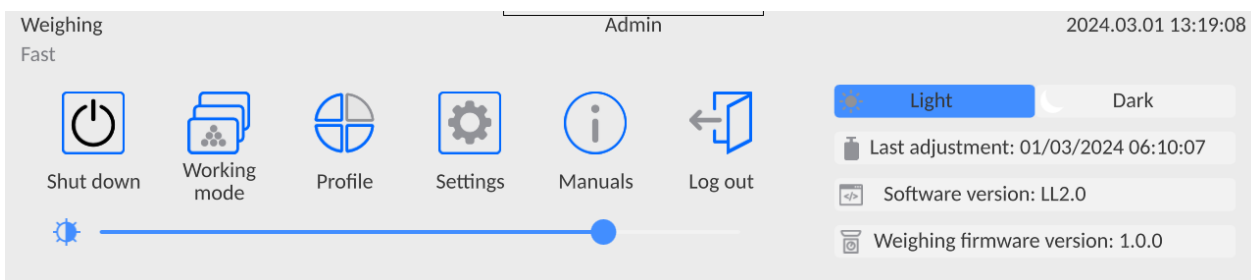 Weighing
Admin
2024.03.01 13:19:08
Fast
Shut down
Working
mode
Profile
Settings
Manuals
Log out
Light
Dark
Last adjustment: 01/03/2024 06:10:07
Software version: LL2.0
Weighing firmware version: 1.0.0